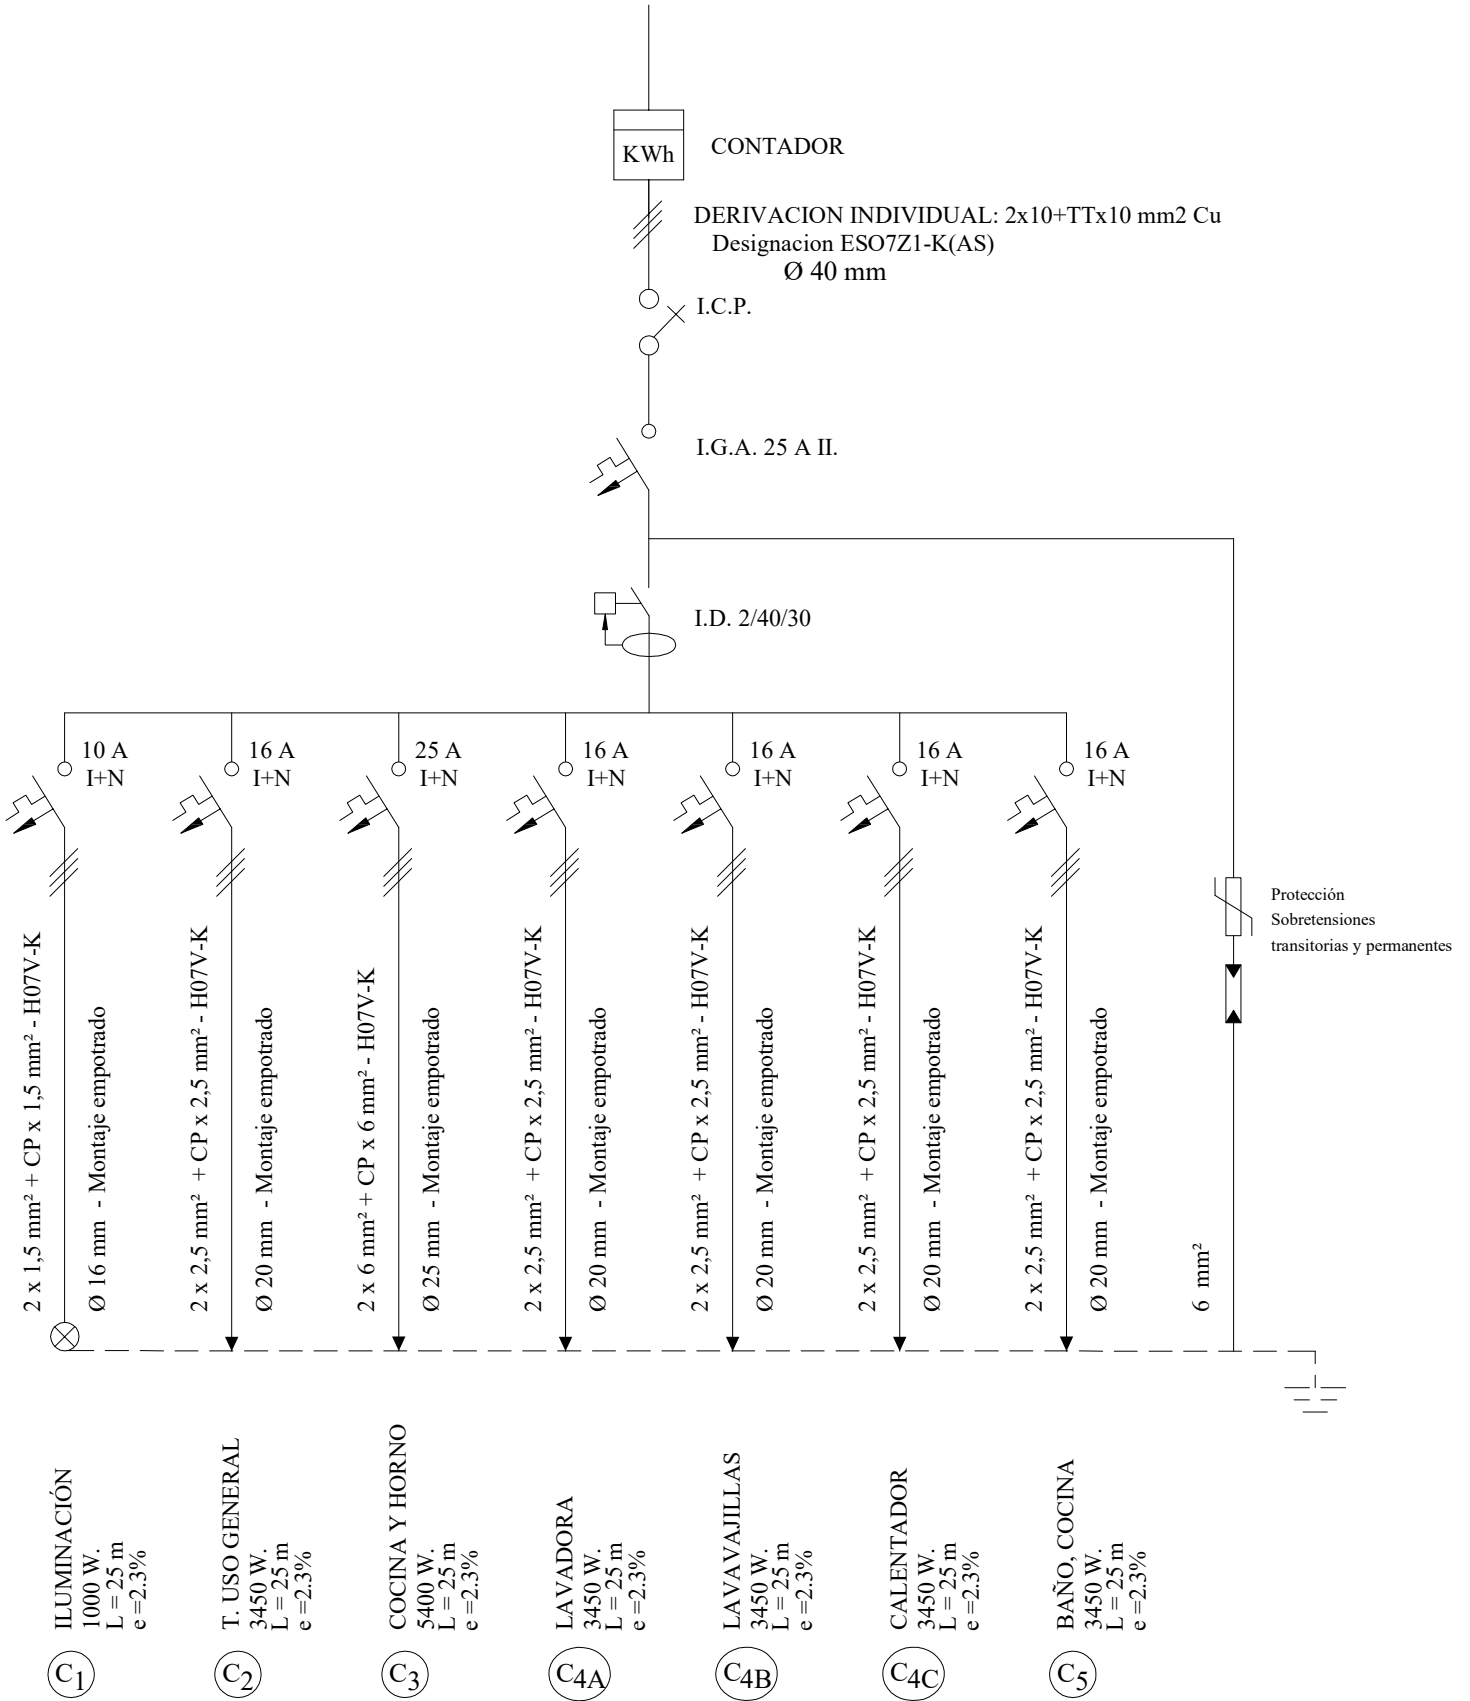 KWh
CONTADOR
DERIVACION INDIVIDUAL: 2x10+TTx10 mm2 Cu
Designacion ESO7Z1-K(AS)
Ø 40 mm
I.C.P.
I.G.A. 25 A II.
I.D. 2/40/30
10 A
I+N
16 A
I+N
25 A
I+N
16 A
I+N
16 A
I+N
16 A
I+N
16 A
I+N
Protección
Sobretensiones
transitorias y permanentes
2 x 1,5 mm² + CP x 1,5 mm² - H07V-K
Ø 16 mm - Montaje empotrado
2 x 2,5 mm² + CP x 2,5 mm² - H07V-K
Ø 20 mm - Montaje empotrado
2 x 6 mm² + CP x 6 mm² - H07V-K
Ø 25 mm - Montaje empotrado
2 x 2,5 mm² + CP x 2,5 mm² - H07V-K
Ø 20 mm - Montaje empotrado
2 x 2,5 mm² + CP x 2,5 mm² - H07V-K
Ø 20 mm - Montaje empotrado
2 x 2,5 mm² + CP x 2,5 mm² - H07V-K
Ø 20 mm - Montaje empotrado
2 x 2,5 mm² + CP x 2,5 mm² - H07V-K
Ø 20 mm - Montaje empotrado
6 mm²
ILUMINACIÓN
1000 W.
L = 25 m
e =2.3%
T. USO GENERAL
3450 W.
L = 25 m
e =2.3%
COCINA Y HORNO
5400 W.
L = 25 m
e =2.3%
LAVADORA
3450 W.
L = 25 m
e =2.3%
LAVAVAJILLAS
3450 W.
L = 25 m
e =2.3%
CALENTADOR
3450 W.
L = 25 m
e =2.3%
BAÑO, COCINA
3450 W.
L = 25 m
e =2.3%
C1
C2
C3
C4A
C4B
C4C
C5